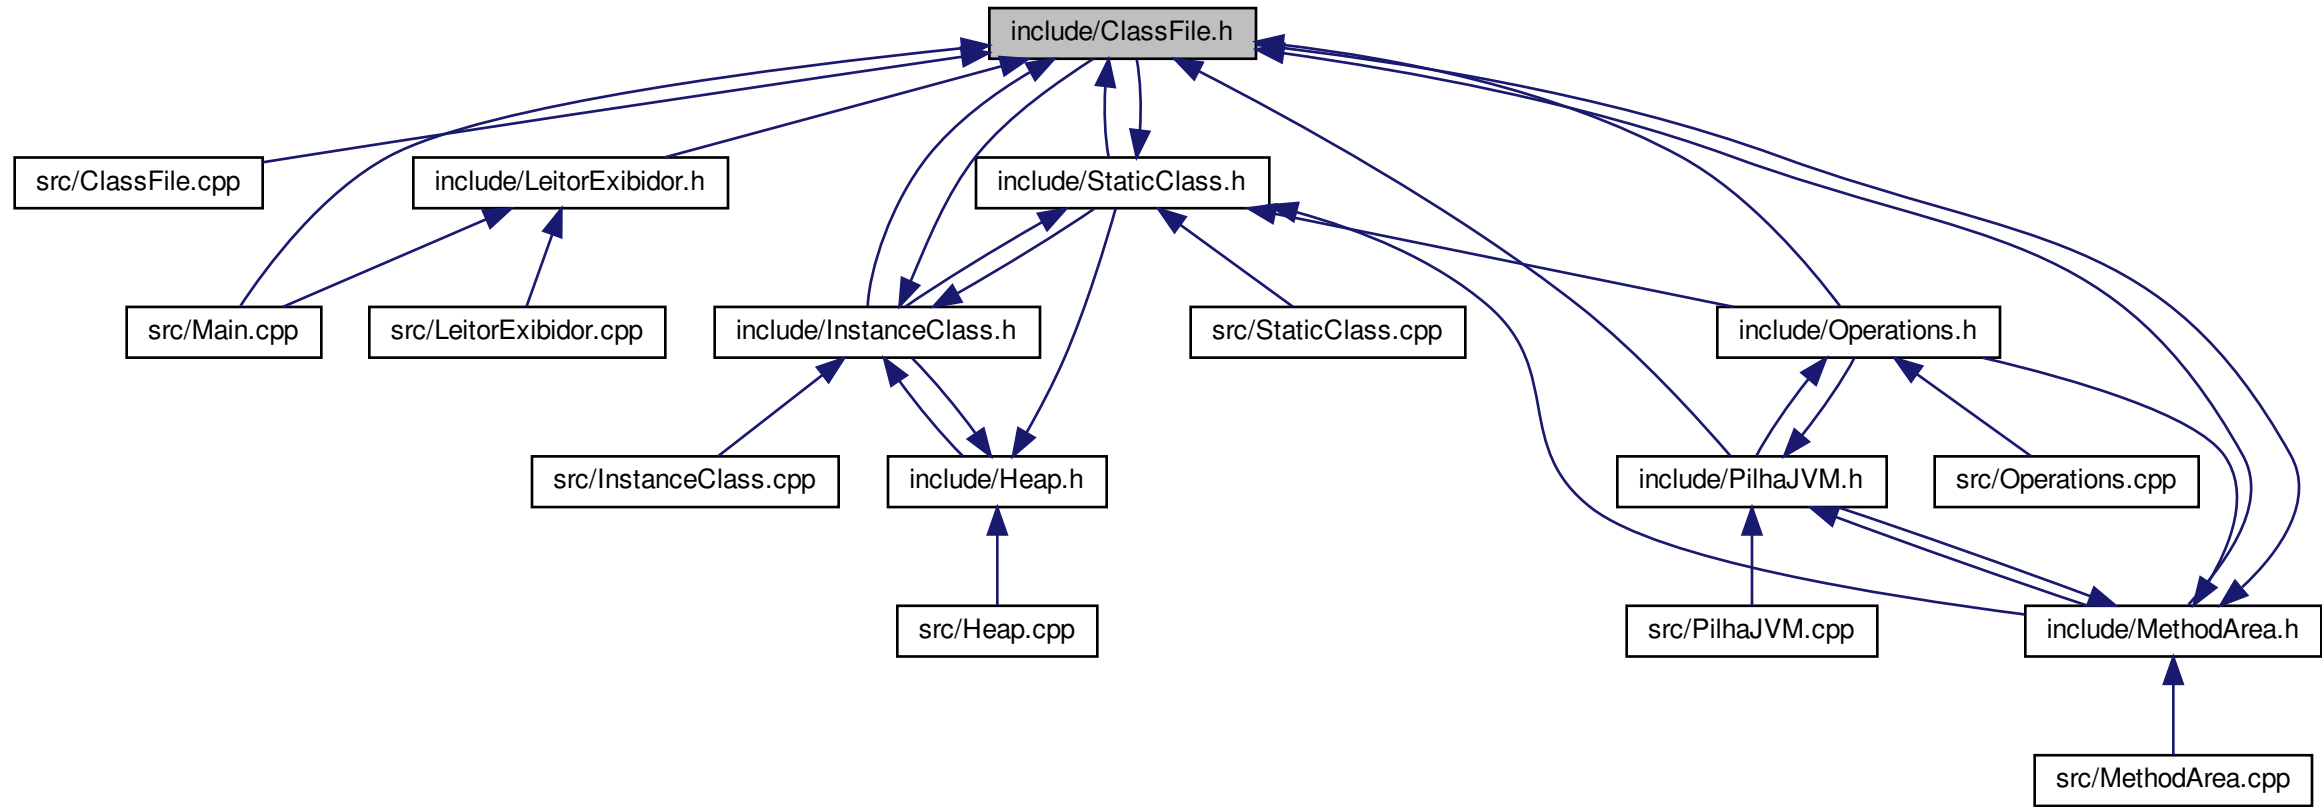 include/ClassFile.h
src/ClassFile.cpp
include/LeitorExibidor.h
include/StaticClass.h
src/Main.cpp
src/LeitorExibidor.cpp
include/InstanceClass.h
src/StaticClass.cpp
include/Operations.h
src/InstanceClass.cpp
include/Heap.h
include/PilhaJVM.h
src/Operations.cpp
src/Heap.cpp
src/PilhaJVM.cpp
include/MethodArea.h
src/MethodArea.cpp